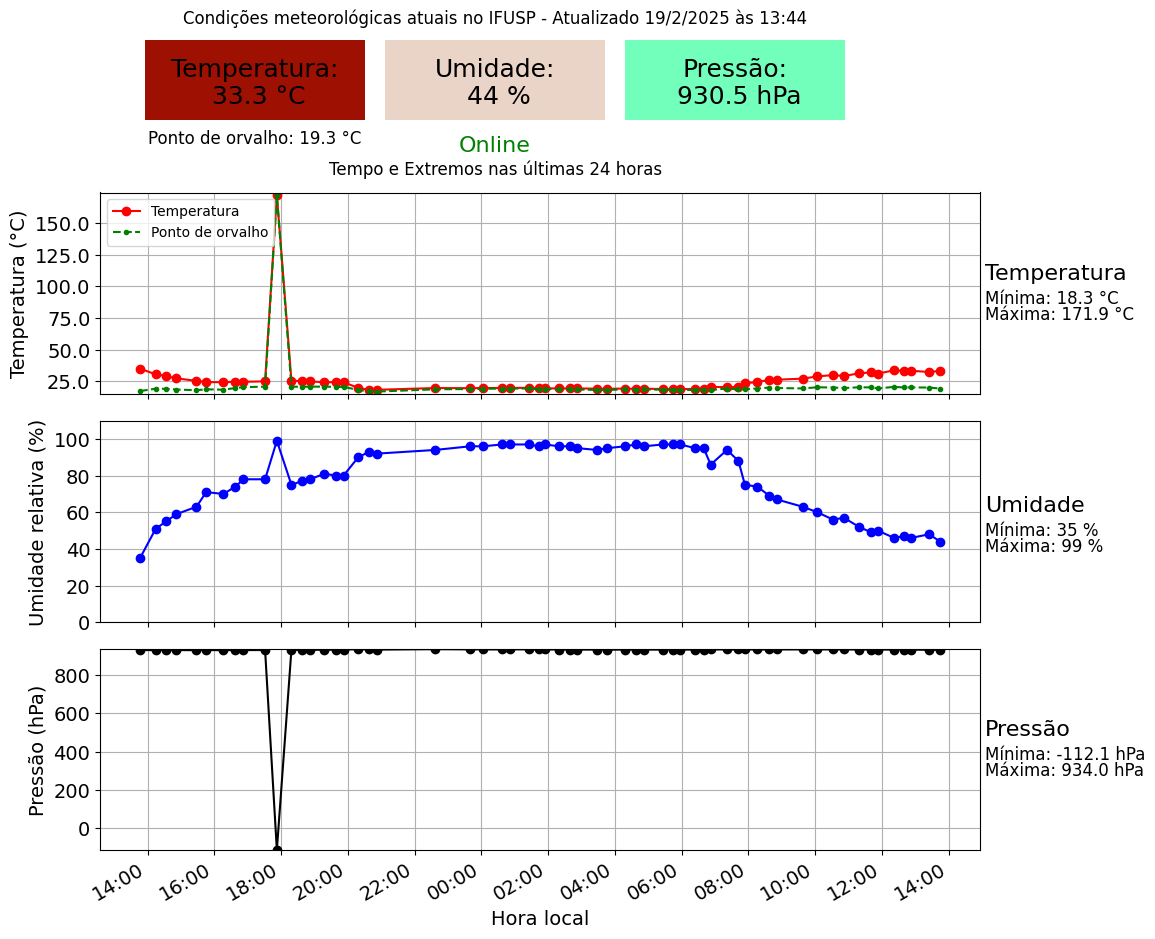 Condições meteorológicas atuais no IFUSP - Atualizado 19/2/2025 às 13:44
Temperatura:
33.3 °C
Umidade:
44 %
Pressão:
930.5 hPa
Ponto de orvalho: 19.3 °C
Online
Tempo e Extremos nas últimas 24 horas
Temperatura (°C)
150.0
125.0
100.0
75.0
50.0
25.0
Temperatura
Ponto de orvalho
Temperatura
Mínima: 18.3 °C
Máxima: 171.9 °C
Umidade relativa (%)
100
80
60
40
20
0
Umidade
Mínima: 35 %
Máxima: 99 %
Pressão (hPa)
800
600
400
200
0
Pressão
Mínima: -112.1 hPa
Máxima: 934.0 hPa
14:00 16:00 18:00 20:00 22:00 00:00 02:00 04:00 06:00 08:00 10:00 12:00 14:00
Hora local